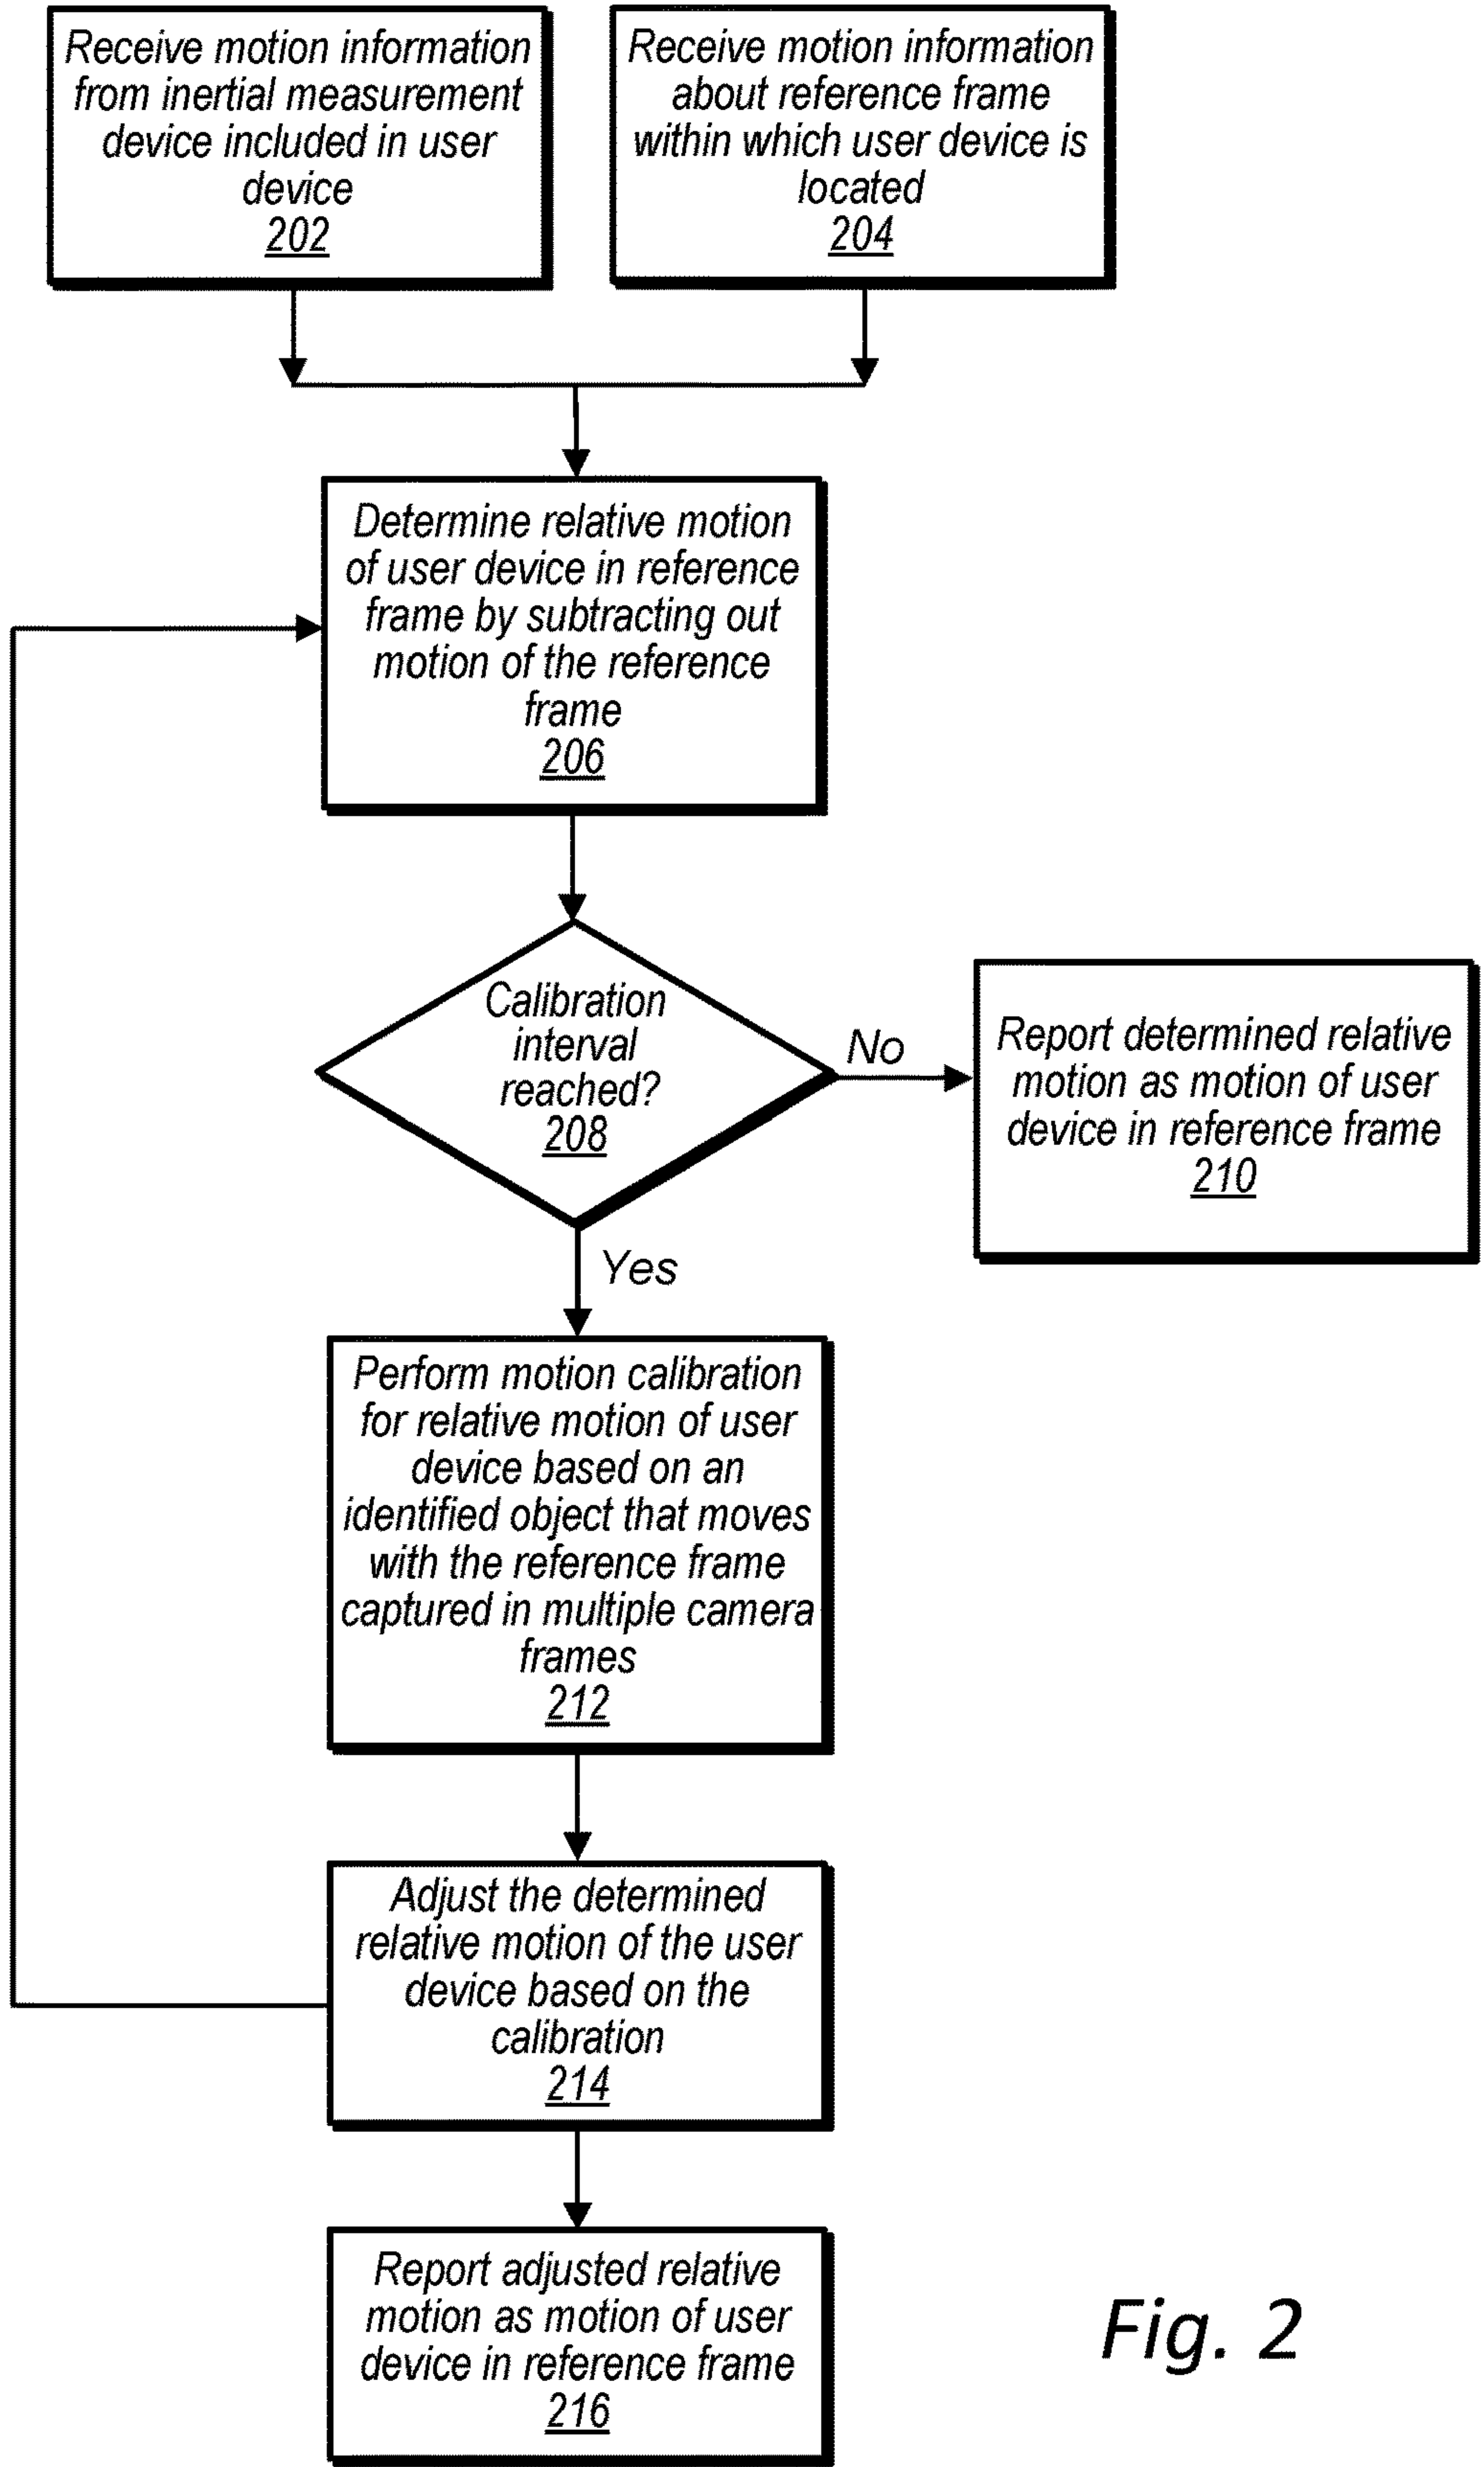 Receive motion information
from inertial measurement
device included in user
device
202
Receive motion information
about reference frame
within which user device is
located
204
Determine relative motion
of user device in reference
frame by subtracting out
motion of the reference
frame
206
Calibration
interval
reached?
208
No
Report determined relative
motion as motion of user
device in reference frame
210
Yes
Perform motion calibration
for relative motion of user
device based on an
identified object that moves
with the reference frame
captured in multiple camera
frames
212
Adjust the determined
relative motion of the user
device based on the
calibration
214
Report adjusted relative
motion as motion of user
device in reference frame
216
Fig. 2